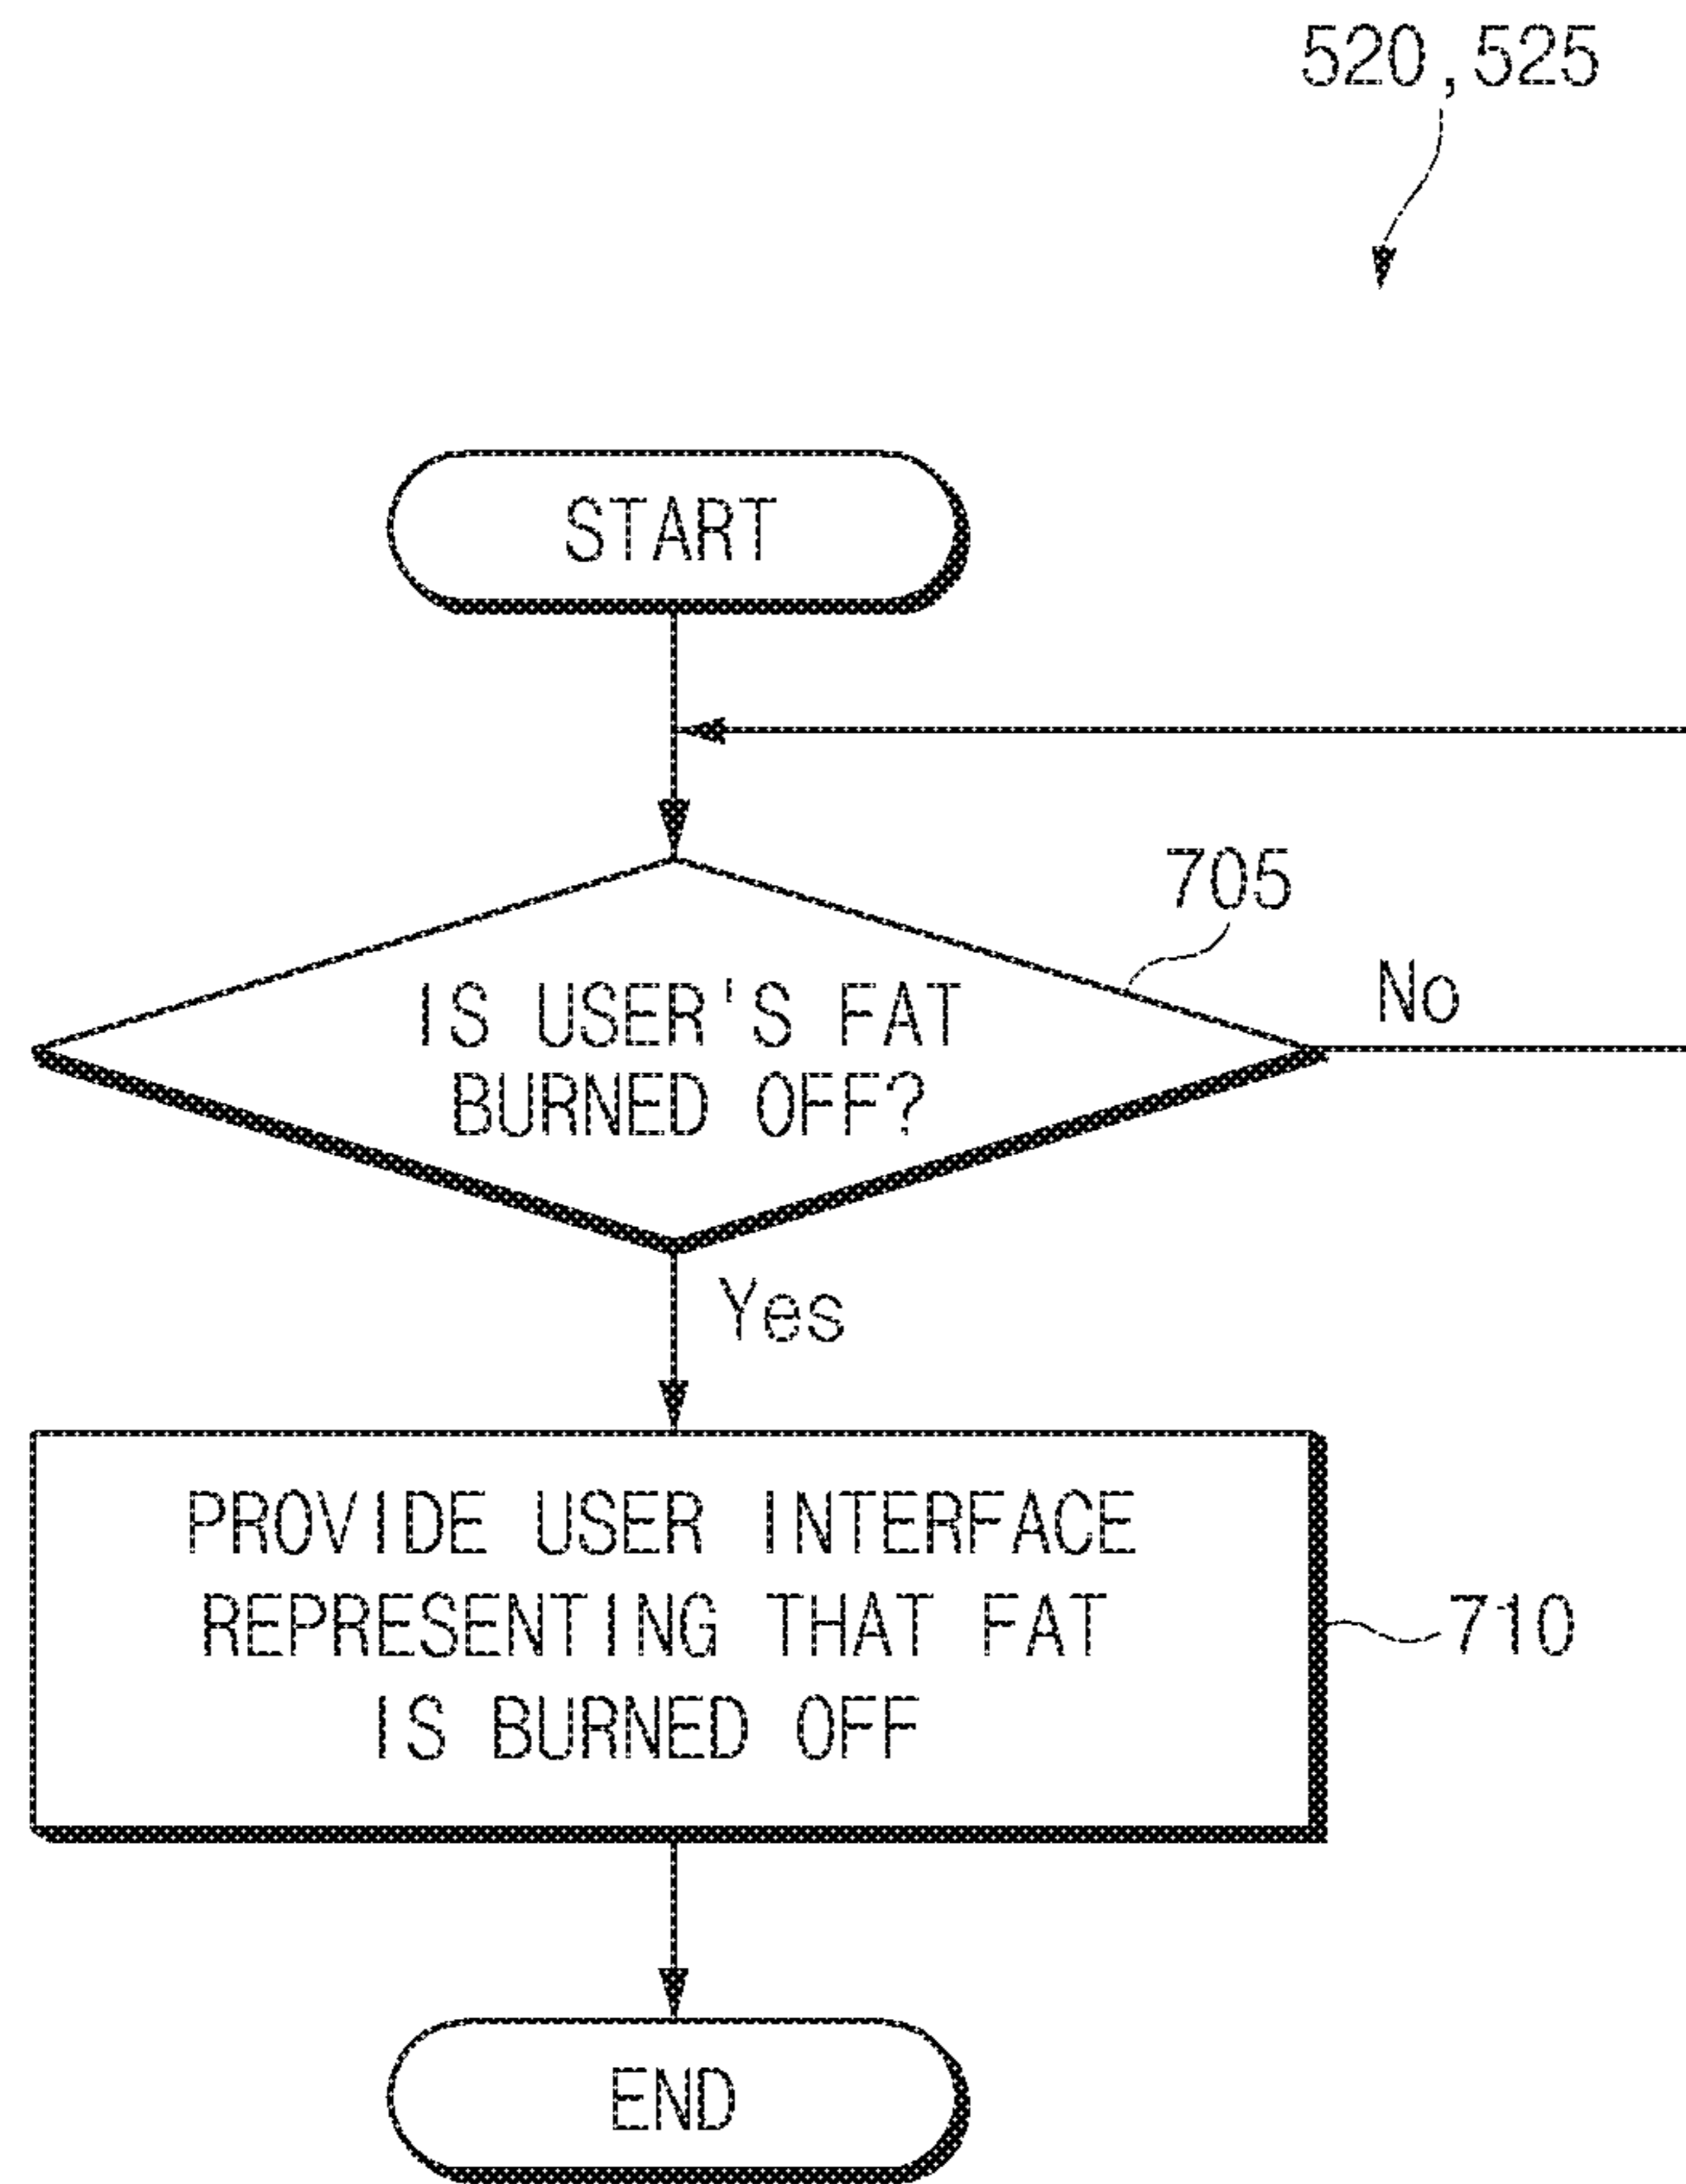 520,525
START
705
IS USER'S FAT
BURNED OFF?
No
Yes
PROVIDE USER INTERFACE
REPRESENTING THAT FAT
IS BURNED OFF
710
END